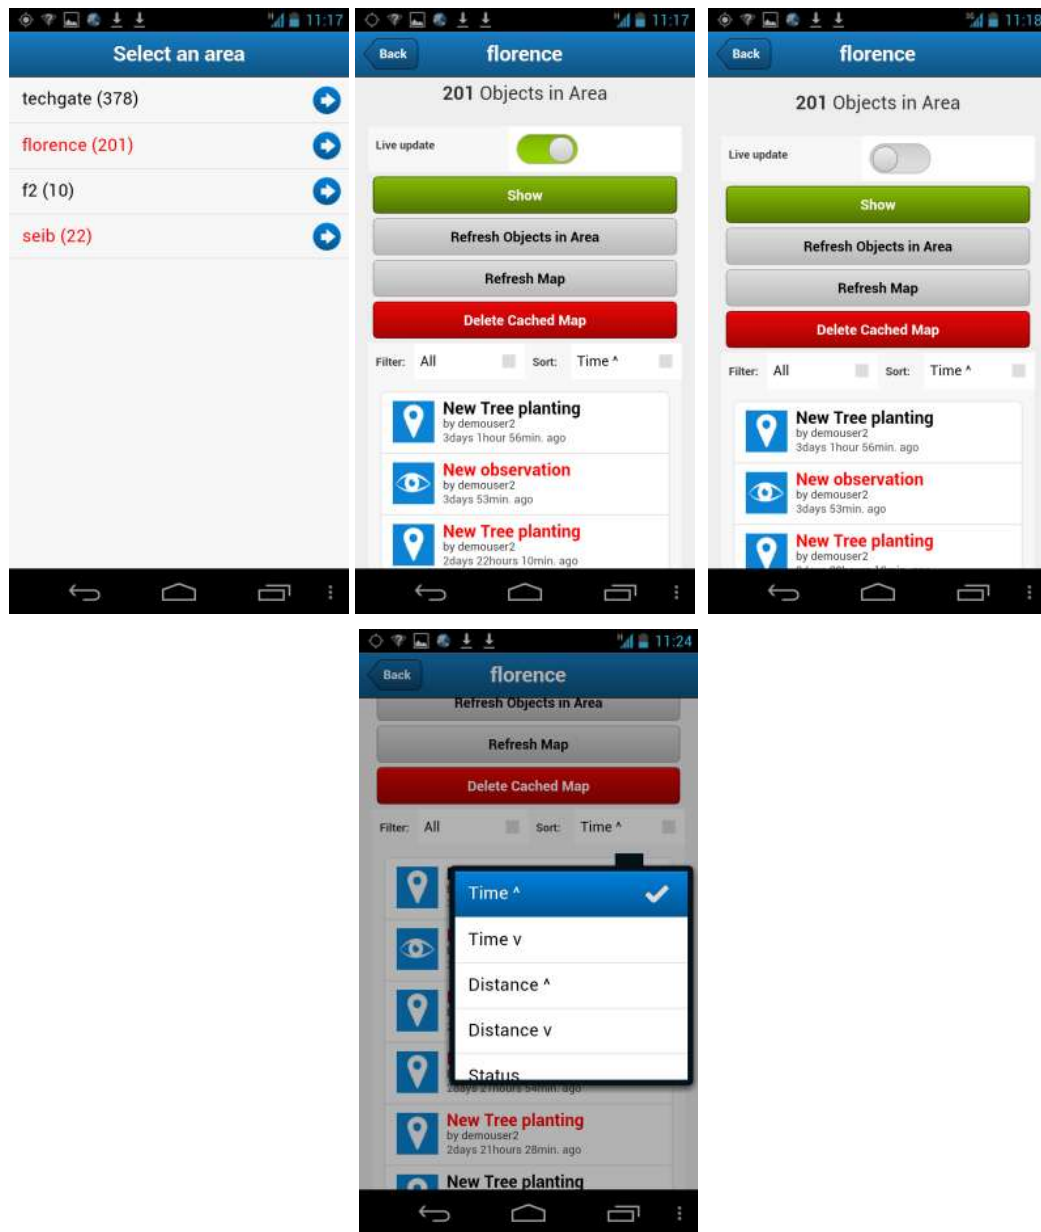 11:17
Select an area
techgate (378)
florence (201)
f2 (10)
seib (22)
11:17
Back
florence
201 Objects in Area
Live update
Show
Refresh Objects in Area
Refresh Map
Delete Cached Map
Filter: All Sort: Time ^
New Tree planting
by demouser2
3days 1hour 56min. ago
New observation
by demouser2
3days 53min. ago
New Tree planting
by demouser2
2days 22hours 10min. ago
11:18
Back
florence
201 Objects in Area
Live update
Show
Refresh Objects in Area
Refresh Map
Delete Cached Map
Filter: All Sort: Time ^
New Tree planting
by demouser2
3days 1hour 56min. ago
New observation
by demouser2
3days 53min. ago
New Tree planting
by demouser2
11:24
Back
florence
Refresh Objects in Area
Refresh Map
Delete Cached Map
Filter: All Sort: Time ^
Time ^
Time v
Distance ^
Distance v
Status
2days 21hours 54min. ago
New Tree planting
by demouser2
2days 21hours 28min. ago
New Tree planting